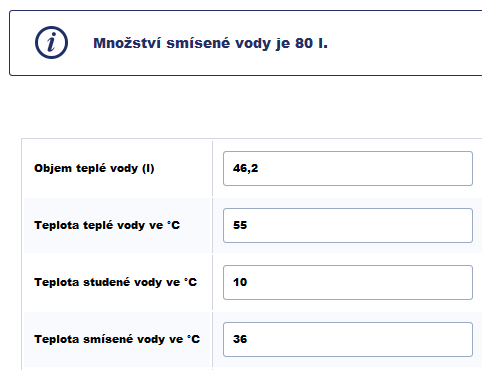 i
Množství smísené vody je 80 l.
Objem teplé vody (l)
46,2
Teplota teplé vody ve °C
55
Teplota studené vody ve °C
10
Teplota smísené vody ve °C
36